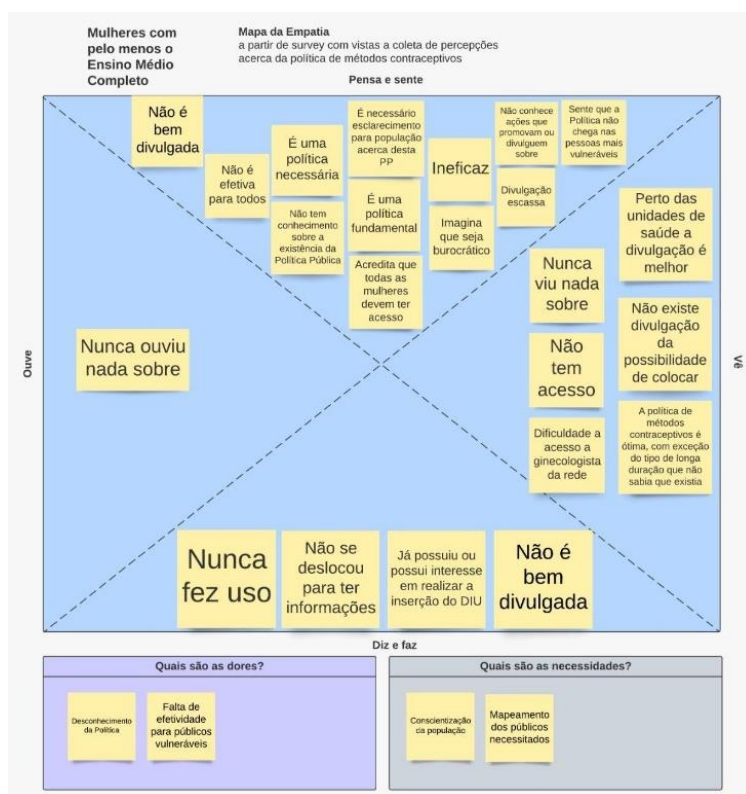 Mulheres com
pelo menos o
Ensino Médio
Completo
Mapa da Empatia
a partir de survey com vistas a coleta de percepções
acerca da política de métodos contraceptivos
Pensa e sente
Não é
bem
divulgada
Não é
efetiva
para todos
É uma
política
necessária
Não tem
conhecimento
sobre a
existência da
Política Pública
É necessário
esclarecimento
para população
acerca desta
PP
É uma
política
fundamental
Acredita que
todas as
mulheres
devem ter
acesso
Ineficaz
Imagina
que seja
burocrático
Não conhece
ações que
promovam ou
divulguem
sobre
Divulgação
escassa
Sente que a
Política não
chega nas
pessoas mais
vulneráveis
Ouve
Nunca ouviu
nada sobre
Vê
Nunca
viu nada
sobre
Não
tem
acesso
Dificuldade a
acesso a
ginecologista
da rede
Perto das
unidades de
saúde a
divulgação é
melhor
Não existe
divulgação
da
possibilidade
de colocar
A política de
métodos
contraceptivos é
ótima, com exceção
do tipo de longa
duração que não
sabia que existia
Nunca
fez uso
Não se
deslocou
para ter
informações
Já possuiu ou
possui interesse
em realizar a
inserção do DIU
Não é
bem
divulgada
Diz e faz
Quais são as dores?
Desconhecimento
da Política
Falta de
efetividade
para públicos
vulneráveis
Quais são as necessidades?
Conscientização
da população
Mapeamento
dos públicos
necessitados